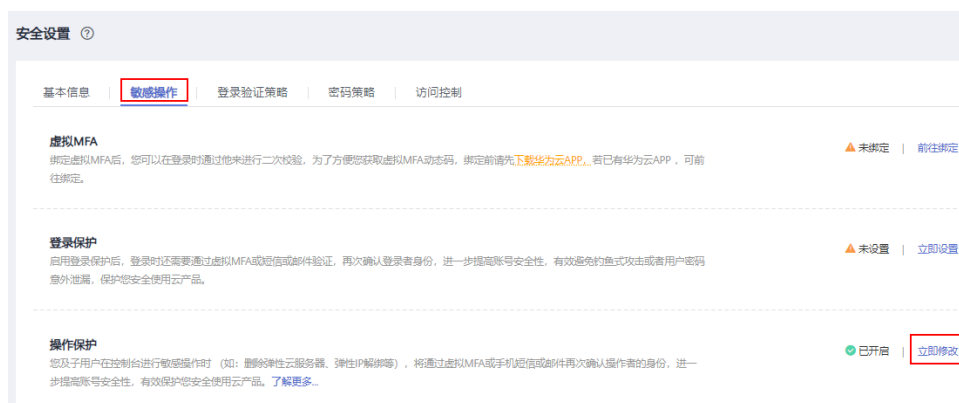 安全设置 ?
基本信息 | 敏感操作 | 登录验证策略 | 密码策略 | 访问控制
虚拟MFA
绑定虚拟MFA后，您可以在登录时通过他来进行二次校验，为了方便您获取虚拟MFA动态码，绑定前请先下载华为云APP，若已有华为云APP，可前
往绑定。
未绑定 | 前往绑定
登录保护
启用登录保护后，登录时还需要通过虚拟MFA或短信或邮件验证，再次确认登录者身份，进一步提高账号安全性，有效避免钓鱼式攻击或者用户密码
意外泄漏，保护您安全使用云产品。
未设置 | 立即设置
操作保护
您及子用户在控制台进行敏感操作时（如：删除弹性云服务器、弹性IP解绑等），将通过虚拟MFA或手机短信或邮件再次确认操作者的身份，进一
步提高账号安全性，有效保护您安全使用云产品。了解更多...
已开启 | 立即修改